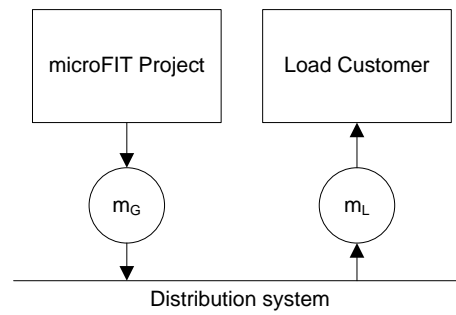 microFIT Project
Load Customer
mG
mL
Distribution system